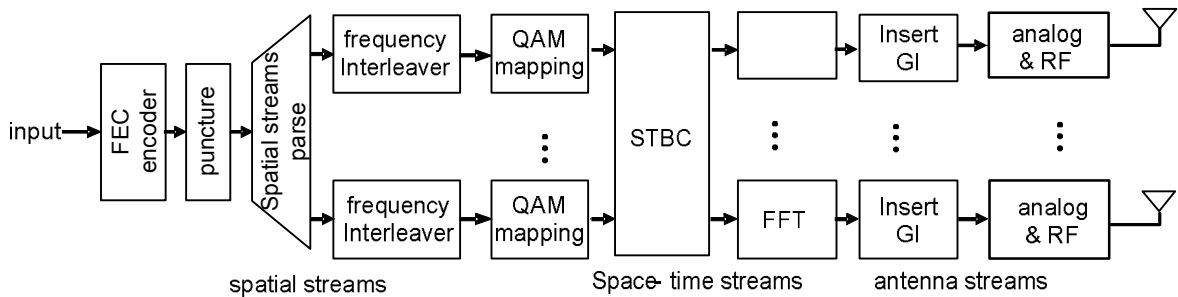 input
FEC
encoder
puncture
Spatial streams
parse
frequency
Interleaver
QAM
mapping
STBC
Insert
GI
analog
& RF
frequency
Interleaver
QAM
mapping
FFT
Insert
GI
analog
& RF
spatial streams
Space- time streams
antenna streams